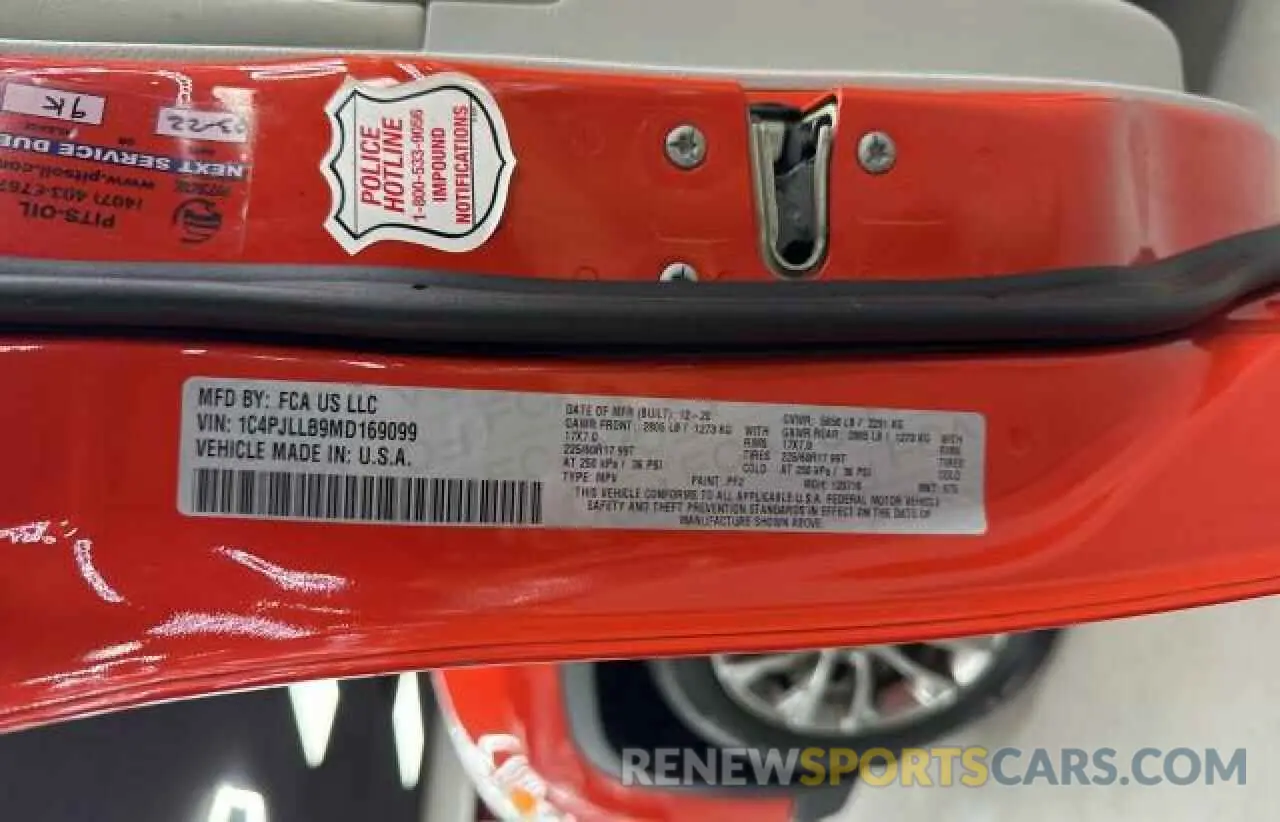 9K
03-22
OR
NEXT SERVICE DUE
www.pitsoil.com
(407) 403-
PITS-OIL
POLICE
HOTLINE
1-800-533-9056
IMPOUND
NOTIFICATIONS
MFD BY: FCA US LLC
VIN: 1C4PJLLB9MD169099
VEHICLE MADE IN: U.S.A.
DATE OF MFR (BUILT): 12-20
GAWR FRONT: 2805 LB / 1273 KG WITH
17X7.0 RIMS
225/60R17 99T TIRES
AT 250 kPa / 36 PSI COLD
TYPE: MPV PAINT: PF2
GVWR:
GAWR REAR: 2805 LB / 1273 KG WITH
17X7.0 RIMS
225/60R17 99T TIRES
AT 250 kPa / 36 PSI COLD
THIS VEHICLE CONFORMS TO ALL APPLICABLE U.S.A. FEDERAL MOTOR VEHICLE
SAFETY AND THEFT PREVENTION STANDARDS IN EFFECT ON THE DATE OF
MANUFACTURE SHOWN ABOVE.
RENEWSPORTSCARS.COM